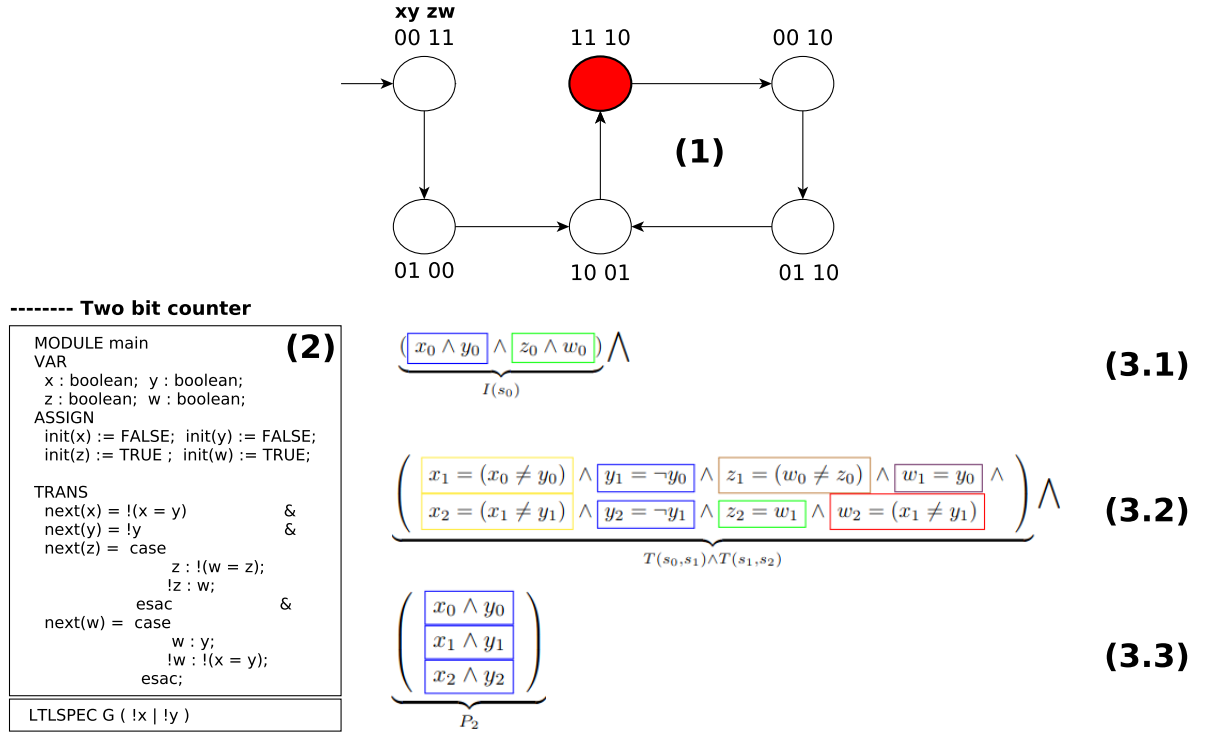 xy zw
00 11 11 10 00 10
(1)
01 00 10 01 01 10
-------- Two bit counter
(2)
MODULE main
VAR
x : boolean; y : boolean;
z : boolean; w : boolean;
ASSIGN
init(x) := FALSE; init(y) := FALSE;
init(z) := TRUE ; init(w) := TRUE;
TRANS
next(x) = !(x = y) &
next(y) = !y &
next(z) = case
z : !(w = z);
!z : w;
esac &
next(w) = case
w : y;
!w : !(x = y);
esac;
LTLSPEC G ( !x | !y )
( x₀ ∧ y₀ ∧ z₀ ∧ w₀ ) ⋀
I(s₀)
(3.1)
( x₁ = (x₀ ≠ y₀) ∧ y₁ = ¬y₀ ∧ z₁ = (w₀ ≠ z₀) ∧ w₁ = y₀ ∧
x₂ = (x₁ ≠ y₁) ∧ y₂ = ¬y₁ ∧ z₂ = w₁ ∧ w₂ = (x₁ ≠ y₁) ) ⋀
T(s₀,s₁)∧T(s₁,s₂)
(3.2)
( x₀ ∧ y₀
x₁ ∧ y₁
x₂ ∧ y₂ )
P₂
(3.3)